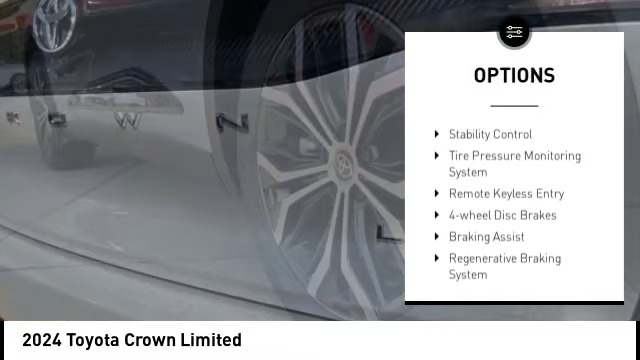 OPTIONS
Stability Control
Tire Pressure Monitoring
System
Remote Keyless Entry
4-wheel Disc Brakes
Braking Assist
Regenerative Braking
System
W
N
L
2024 Toyota Crown Limited